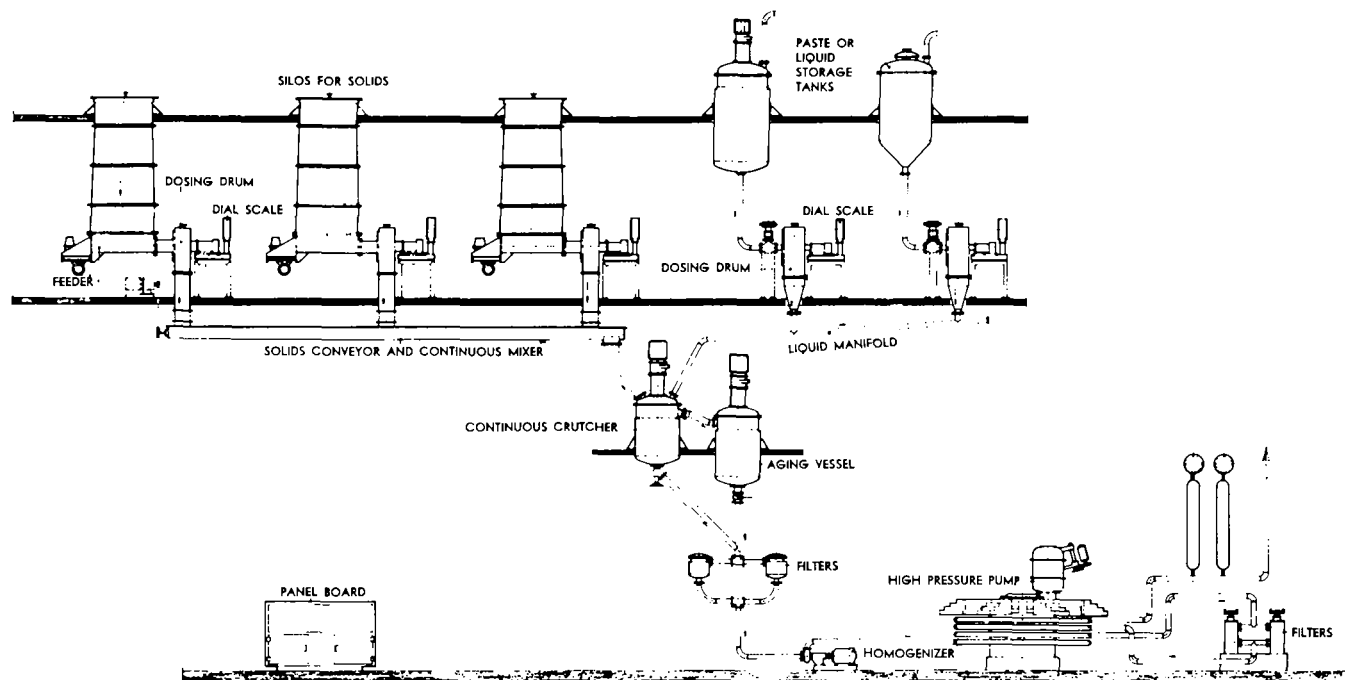 PASTE OR
LIQUID
STORAGE
TANKS
SILOS FOR SOLIDS
DOSING DRUM
DIAL SCALE
DIAL SCALE
DOSING DRUM
FEEDER
LIQUID MANIFOLD
SOLIDS CONVEYOR AND CONTINUOUS MIXER
CONTINUOUS CRUTCHER
AGING VESSEL
FILTERS
HIGH PRESSURE PUMP
PANEL BOARD
FILTERS
HOMOGENIZER